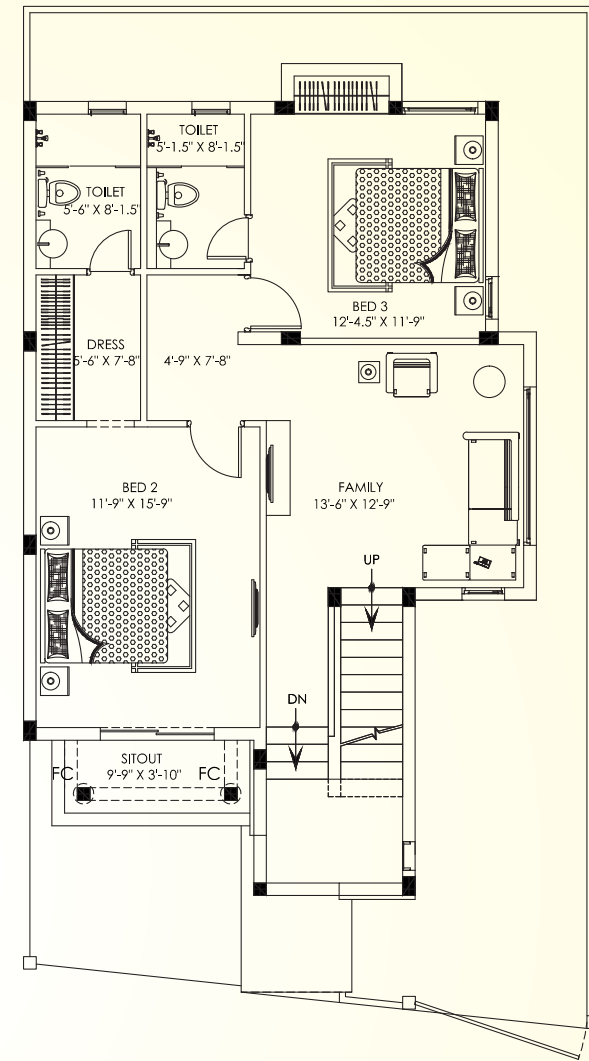 TOILET
5'-1.5" X 8'-1.5"
TOILET
5'-6" X 8'-1.5"
BED 3
12'-4.5" X 11'-9"
DRESS
5'-6" X 7'-8"
4'-9" X 7'-8"
BED 2
11'-9" X 15'-9"
FAMILY
13'-6" X 12'-9"
UP
DN
SITOUT
9'-9" X 3'-10"
FC
FC